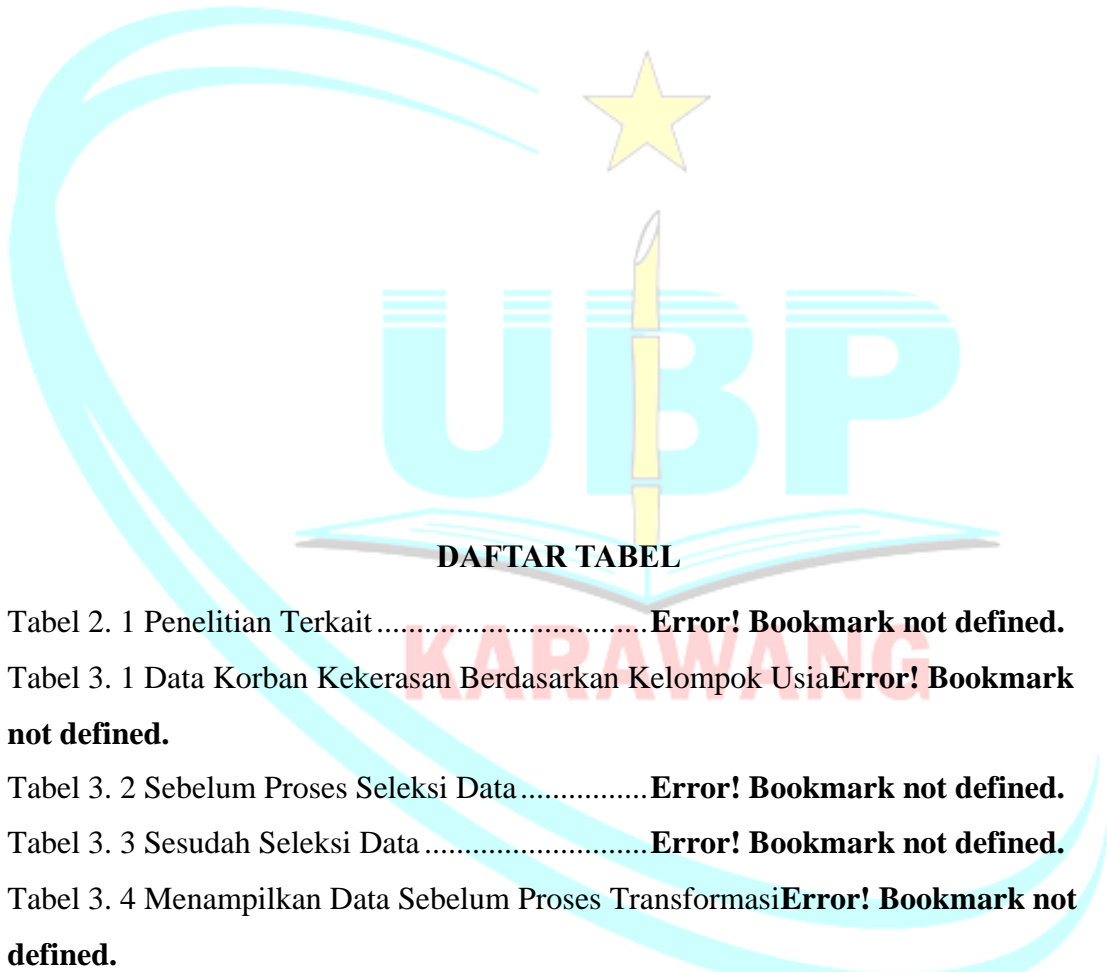 UBP
DAFTAR TABEL
KARAWANG
Tabel 2. 1 Penelitian Terkait..................................Error! Bookmark not defined.
Tabel 3. 1 Data Korban Kekerasan Berdasarkan Kelompok UsiaError! Bookmark
not defined.
Tabel 3. 2 Sebelum Proses Seleksi Data................Error! Bookmark not defined.
Tabel 3. 3 Sesudah Seleksi Data............................Error! Bookmark not defined.
Tabel 3. 4 Menampilkan Data Sebelum Proses TransformasiError! Bookmark not
defined.